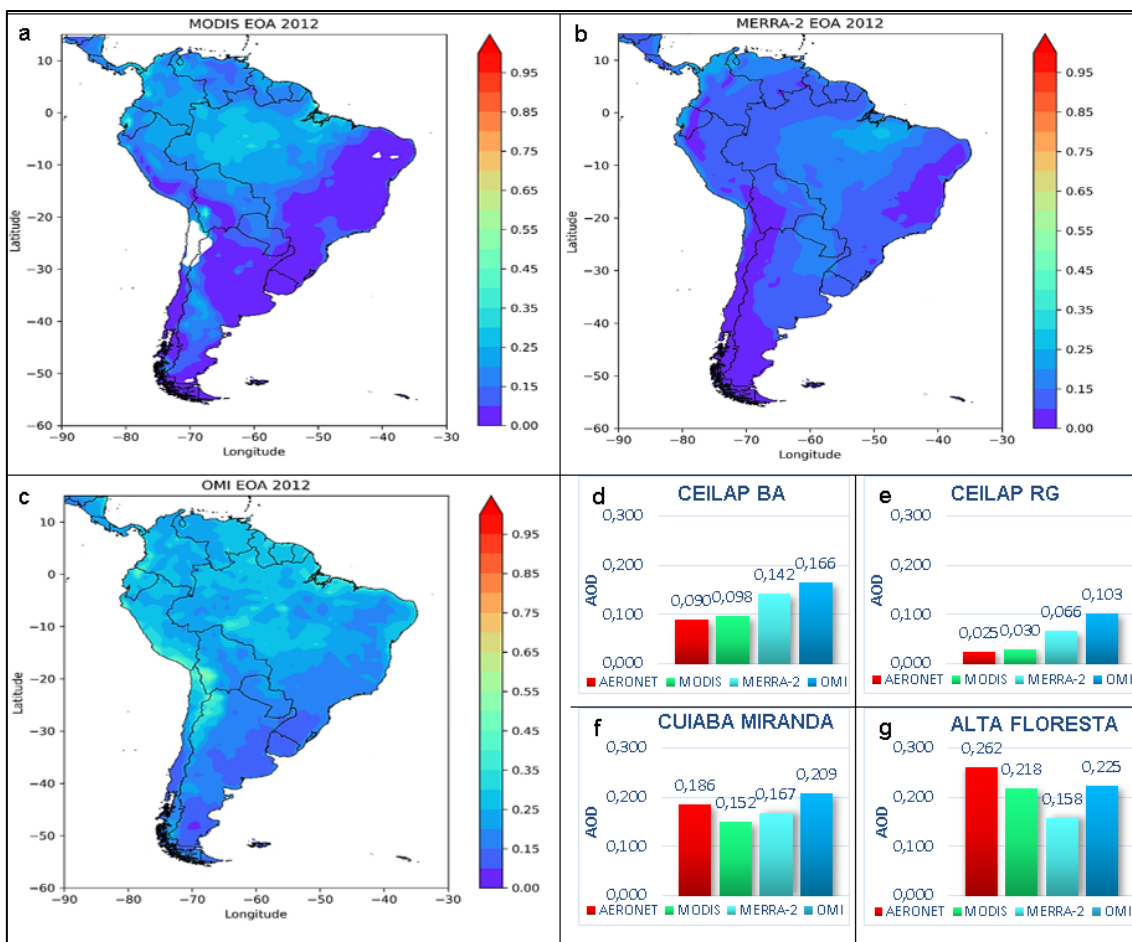 a
MODIS EOA 2012
10
0
−10
−20
−30
−40
−50
−60
Latitude
−90 −80 −70 −60 −50 −40 −30
Longitude
0.95
0.85
0.75
0.65
0.55
0.45
0.35
0.25
0.15
0.00
b
MERRA-2 EOA 2012
10
0
−10
−20
−30
−40
−50
−60
Latitude
−90 −80 −70 −60 −50 −40 −30
Longitude
0.95
0.85
0.75
0.65
0.55
0.45
0.35
0.25
0.15
0.00
c
OMI EOA 2012
10
0
−10
−20
−30
−40
−50
−60
Latitude
−90 −80 −70 −60 −50 −40 −30
Longitude
0.95
0.85
0.75
0.65
0.55
0.45
0.35
0.25
0.15
0.00
d
CEILAP BA
0,300
0,200
0,100
0,000
AOD
0,090 0,098 0,142 0,166
AERONET MODIS MERRA-2 OMI
e
CEILAP RG
0,300
0,200
0,100
0,000
AOD
0,025 0,030 0,066 0,103
AERONET MODIS MERRA-2 OMI
f
CUIABA MIRANDA
0,300
0,200
0,100
0,000
AOD
0,186 0,152 0,167 0,209
AERONET MODIS MERRA-2 OMI
g
ALTA FLORESTA
0,300
0,200
0,100
0,000
AOD
0,262 0,218 0,158 0,225
AERONET MODIS MERRA-2 OMI